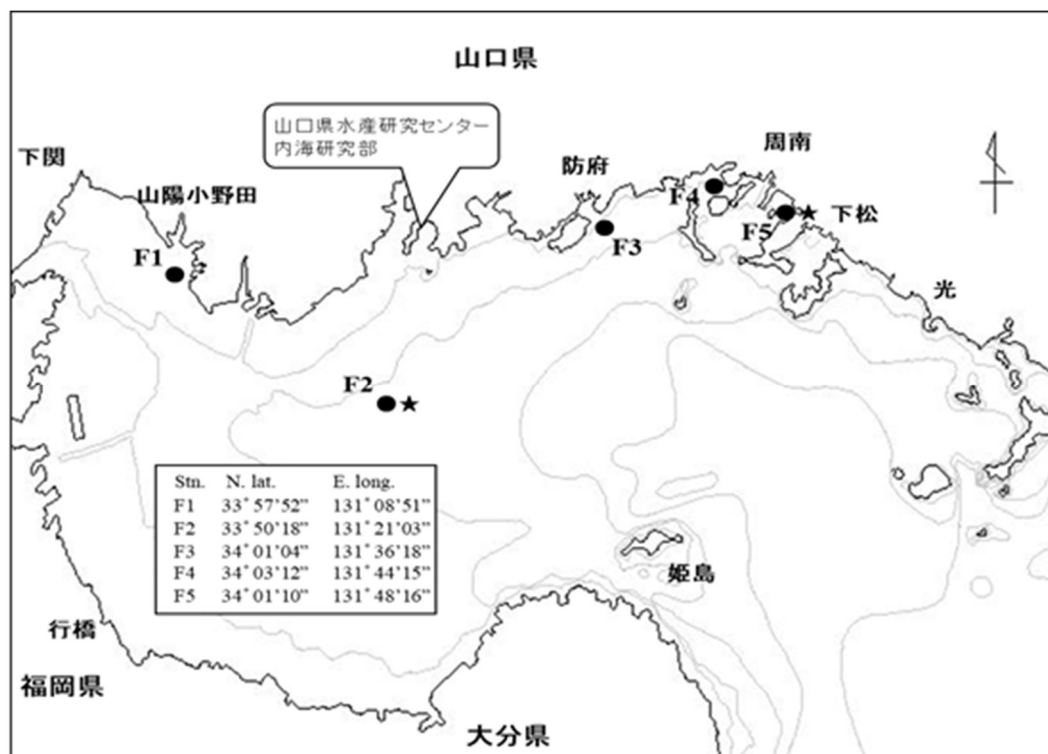 山口県
山口県水産研究センター
内海研究部
下関
山陽小野田
防府
周南
下松
光
F1
F2
F3
F4
F5
Stn. N. lat. E. long.
F1 33˚57'52” 131˚08'51”
F2 33˚50'18” 131˚21'03”
F3 34˚01'04” 131˚36'18”
F4 34˚03'12” 131˚44'15”
F5 34˚01'10” 131˚48'16”
姫島
行橋
福岡県
大分県